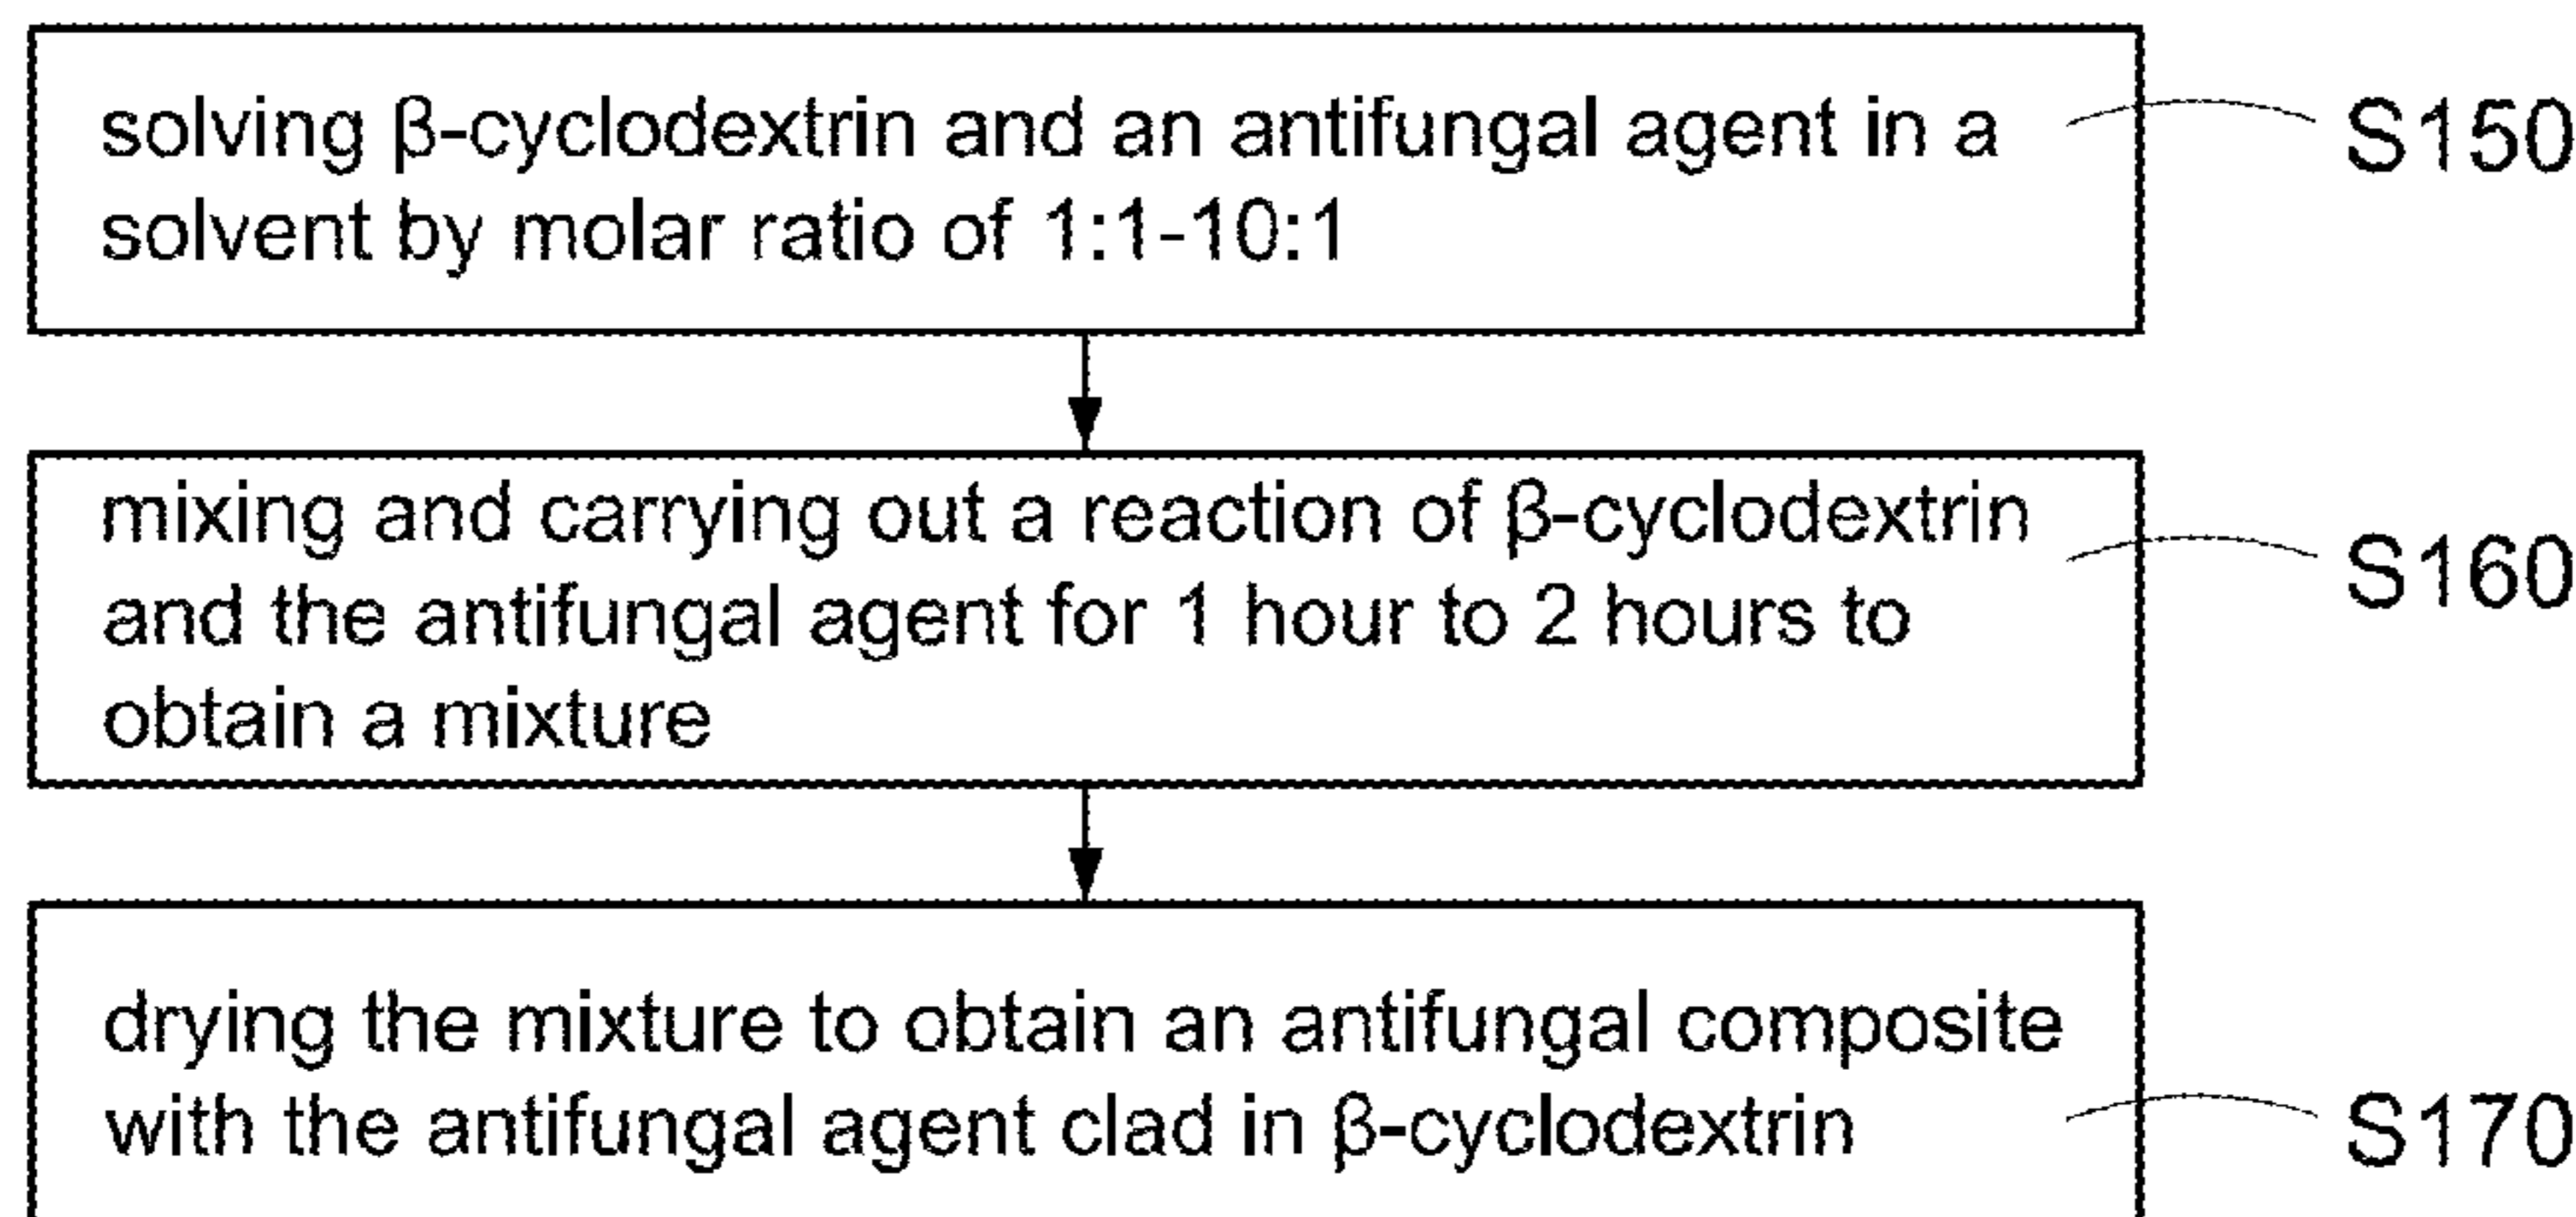 solving β-cyclodextrin and an antifungal agent in a
solvent by molar ratio of 1:1-10:1
S150
mixing and carrying out a reaction of β-cyclodextrin
and the antifungal agent for 1 hour to 2 hours to
obtain a mixture
S160
drying the mixture to obtain an antifungal composite
with the antifungal agent clad in β-cyclodextrin
S170